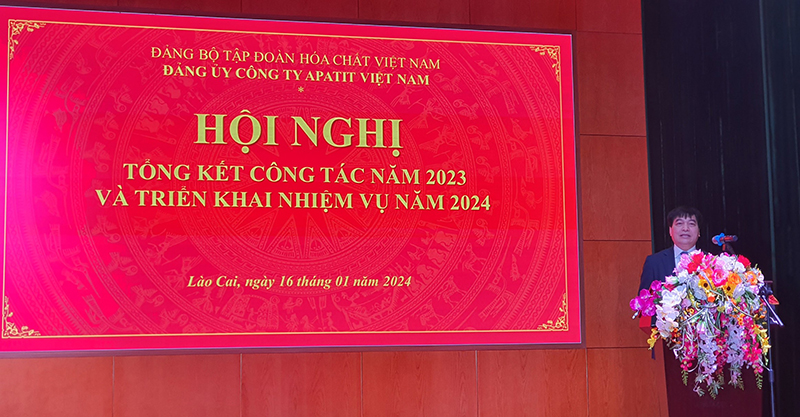 ĐẢNG BỘ TẬP ĐOÀN HÓA CHẤT VIỆT NAM
ĐẢNG ỦY CÔNG TY APATIT VIỆT NAM
*
HỘI NGHỊ
TỔNG KẾT CÔNG TÁC NĂM 2023
VÀ TRIỂN KHAI NHIỆM VỤ NĂM 2024
Lào Cai, ngày 16 tháng 01 năm 2024